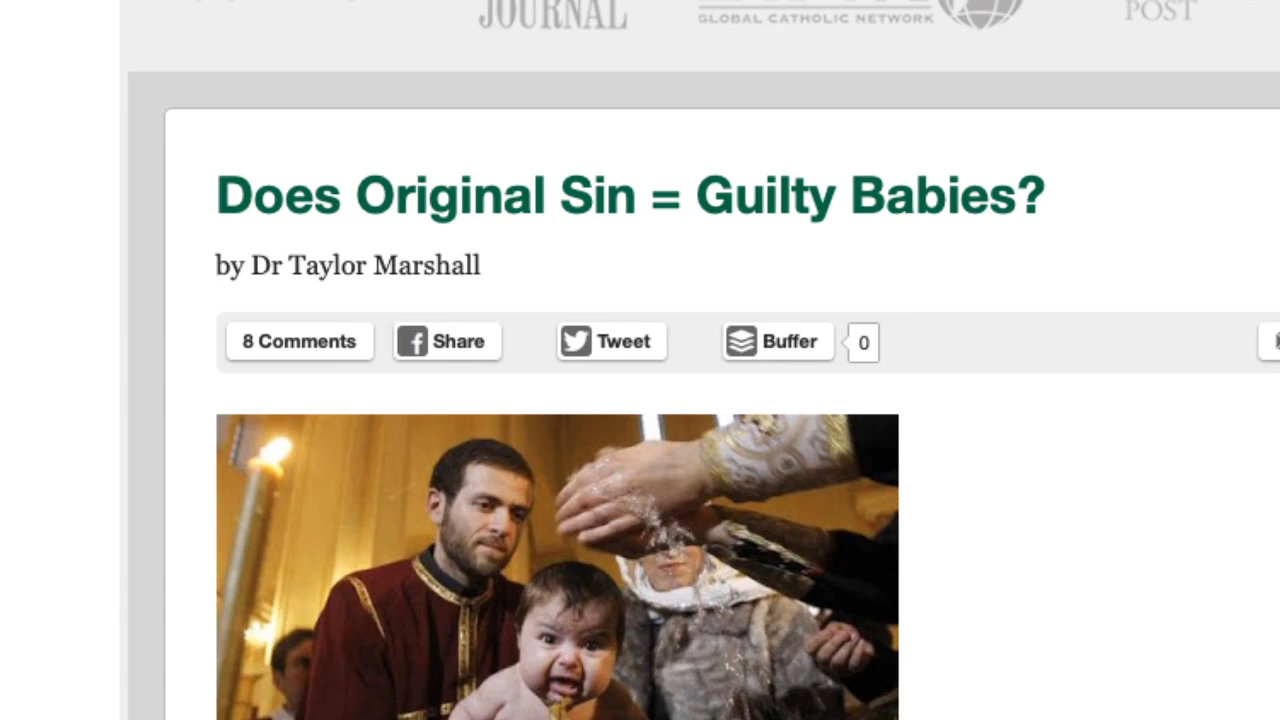 JOURNAL
GLOBAL CATHOLIC NETWORK
POST
Does Original Sin = Guilty Babies?
by Dr Taylor Marshall
8 Comments
Share
Tweet
Buffer
0